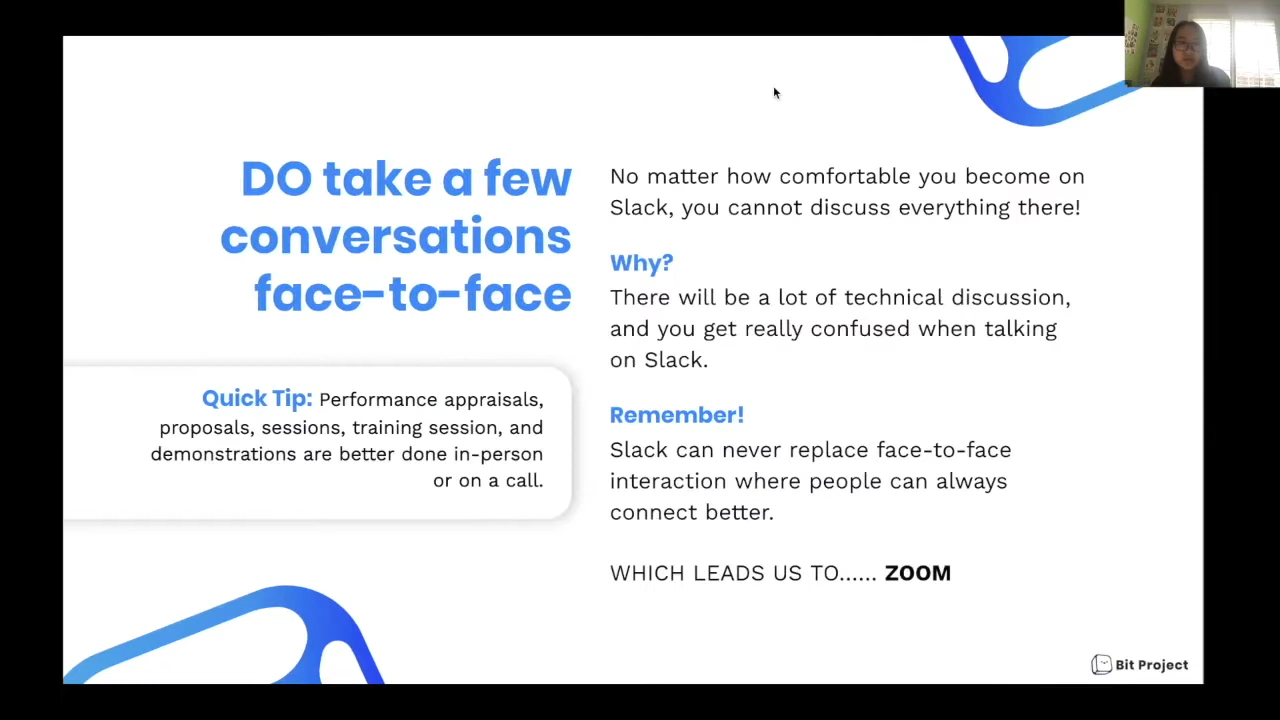 DO take a few
conversations
face-to-face
Quick Tip: Performance appraisals,
proposals, sessions, training session, and
demonstrations are better done in-person
or on a call.
No matter how comfortable you become on
Slack, you cannot discuss everything there!
Why?
There will be a lot of technical discussion,
and you get really confused when talking
on Slack.
Remember!
Slack can never replace face-to-face
interaction where people can always
connect better.
WHICH LEADS US TO...... ZOOM
Bit Project